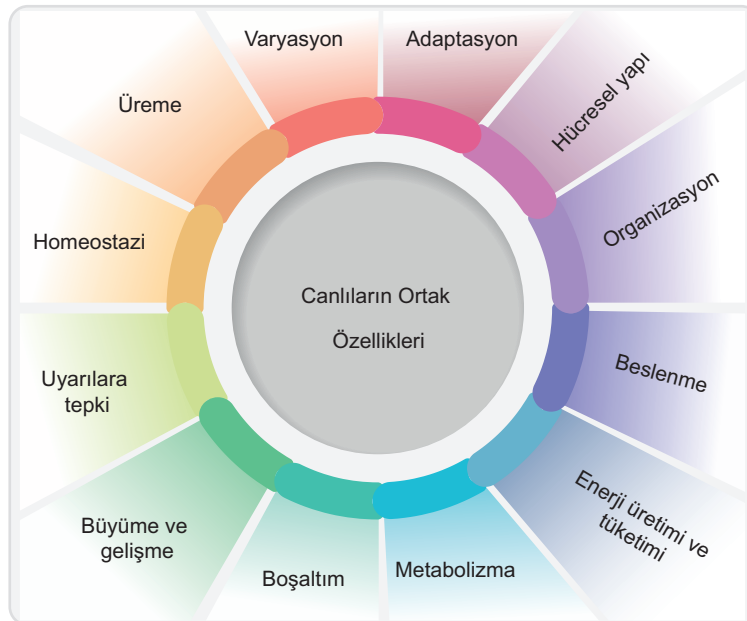 Canlıların Ortak
Özellikleri
Varyasyon
Adaptasyon
Hücresel yapı
Organizasyon
Beslenme
Enerji üretimi ve
tüketimi
Metabolizma
Boşaltım
Büyüme ve
gelişme
Uyarılara
tepki
Homeostazi
Üreme